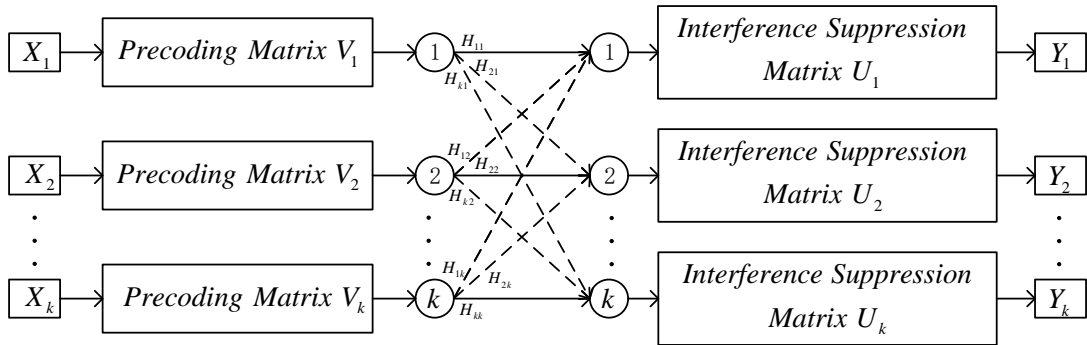 X₁ Precoding Matrix V₁ 1 H₁₁ 1 Interference Suppression Matrix U₁ Y₁
H₂₁
Hₖ₁
X₂ Precoding Matrix V₂ 2 H₁₂ 2 Interference Suppression Matrix U₂ Y₂
H₂₂
Hₖ₂
Xₖ Precoding Matrix Vₖ k H₁ₖ k Interference Suppression Matrix Uₖ Yₖ
H₂ₖ
Hₖₖ